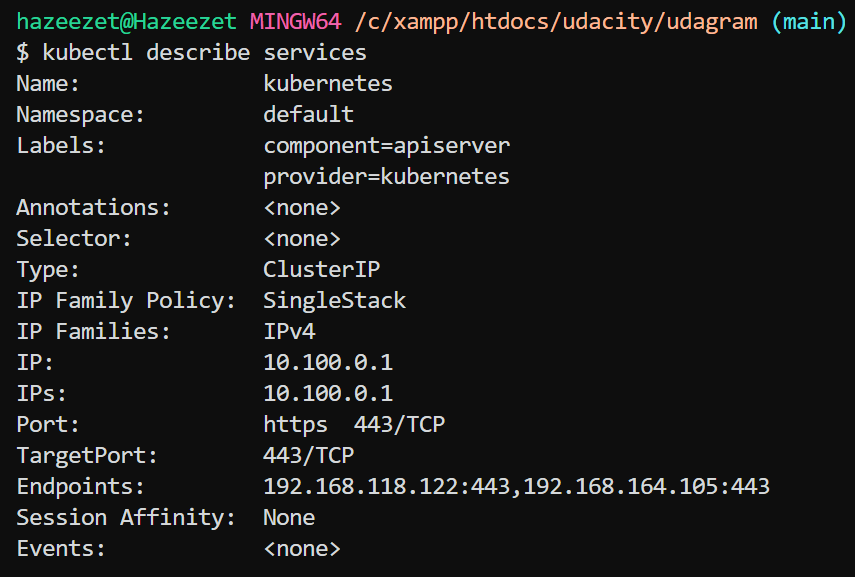 hazeezet@Hazeezet MINGW64 /c/xampp/htdocs/udacity/udagram (main)
$ kubectl describe services
Name:              kubernetes
Namespace:         default
Labels:            component=apiserver
                   provider=kubernetes
Annotations:       <none>
Selector:          <none>
Type:              ClusterIP
IP Family Policy:  SingleStack
IP Families:       IPv4
IP:                10.100.0.1
IPs:               10.100.0.1
Port:              https  443/TCP
TargetPort:        443/TCP
Endpoints:         192.168.118.122:443,192.168.164.105:443
Session Affinity:  None
Events:            <none>